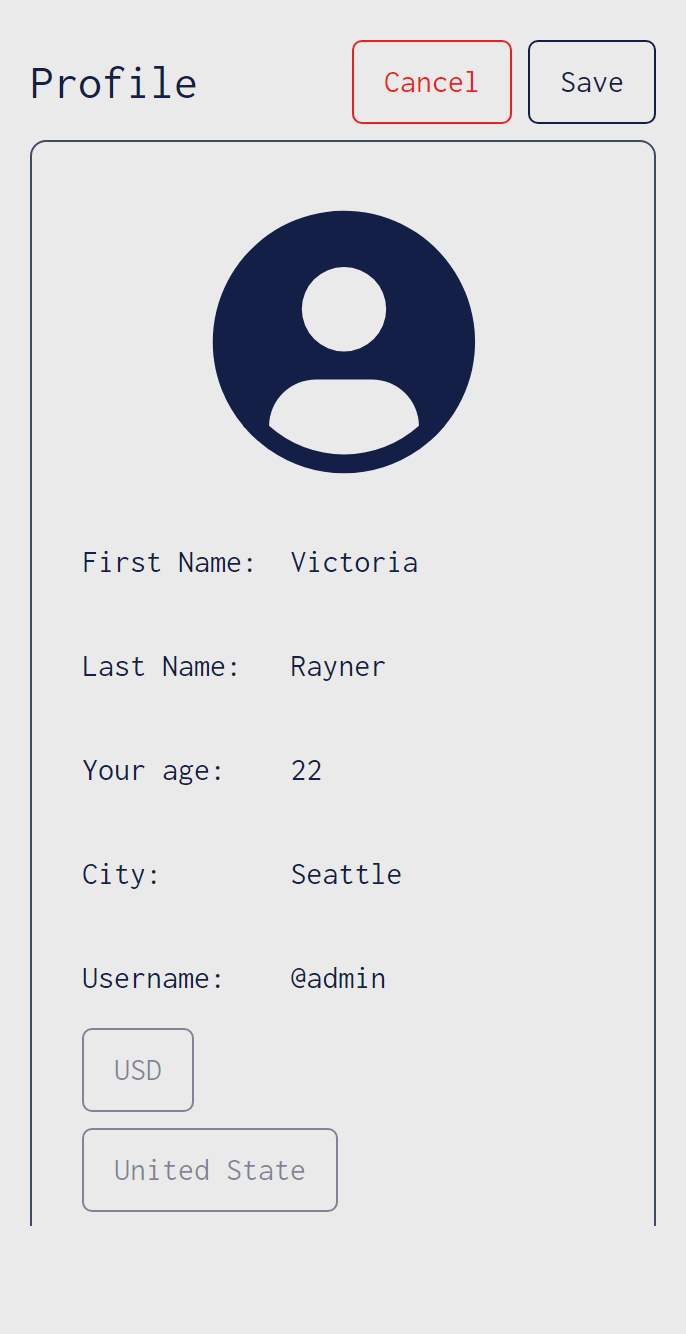 Profile Cancel Save
First Name: Victoria
Last Name: Rayner
Your age: 22
City: Seattle
Username: @admin
USD
United State